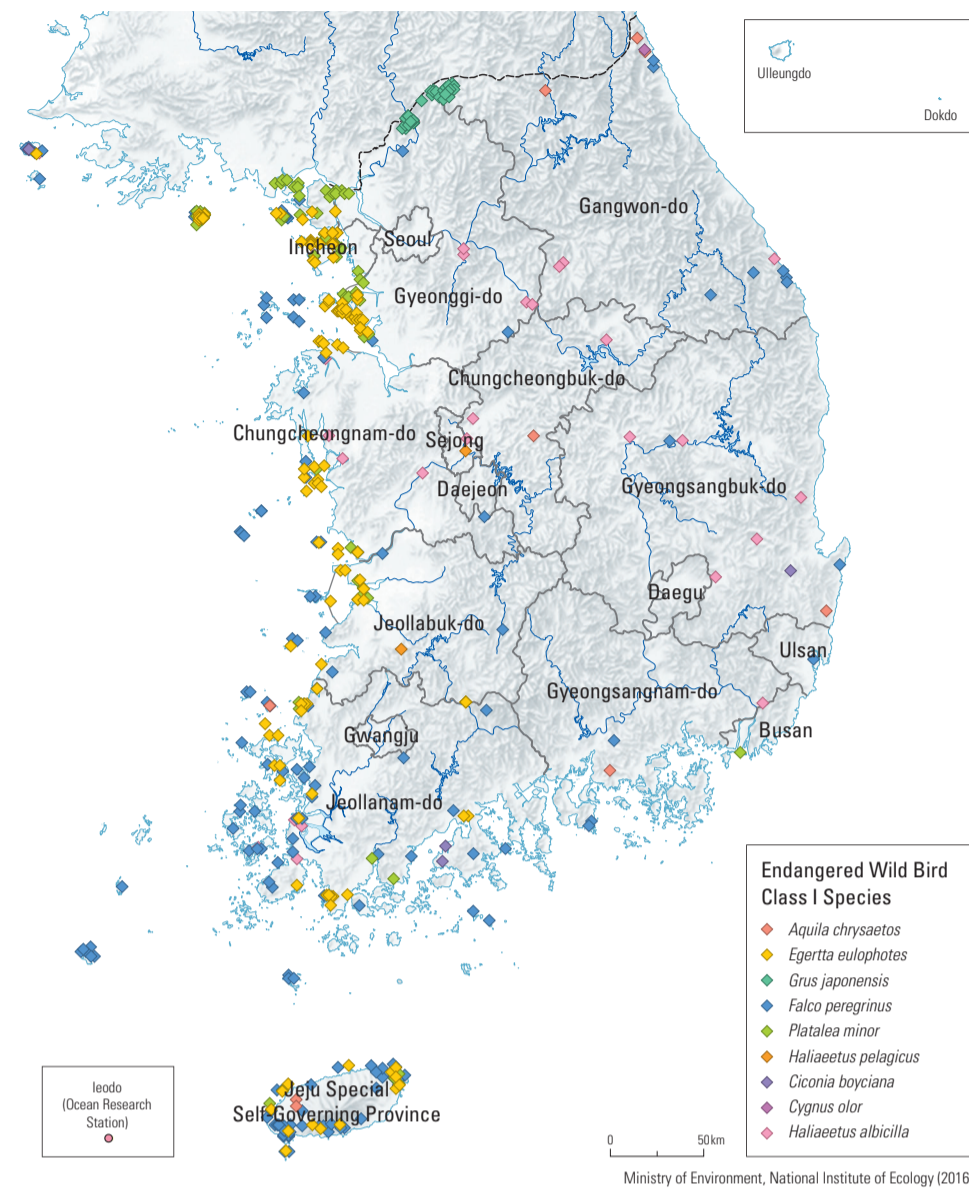 Ulleungdo
Dokdo
Gangwon-do
Incheon
Seoul
Gyeonggi-do
Chungcheongbuk-do
Chungcheongnam-do
Sejong
Daejeon
Gyeongsangbuk-do
Daegu
Jeollabuk-do
Ulsan
Gyeongsangnam-do
Busan
Gwangju
Jeollanam-do
Endangered Wild Bird
Class I Species
Aquila chrysaetos
Egertta eulophotes
Grus japonensis
Falco peregrinus
Platalea minor
Haliaeetus pelagicus
Ciconia boyciana
Cygnus olor
Haliaeetus albicilla
Ieodo
(Ocean Research
Station)
Jeju Special
Self-Governing Province
0 50km
Ministry of Environment, National Institute of Ecology (2016